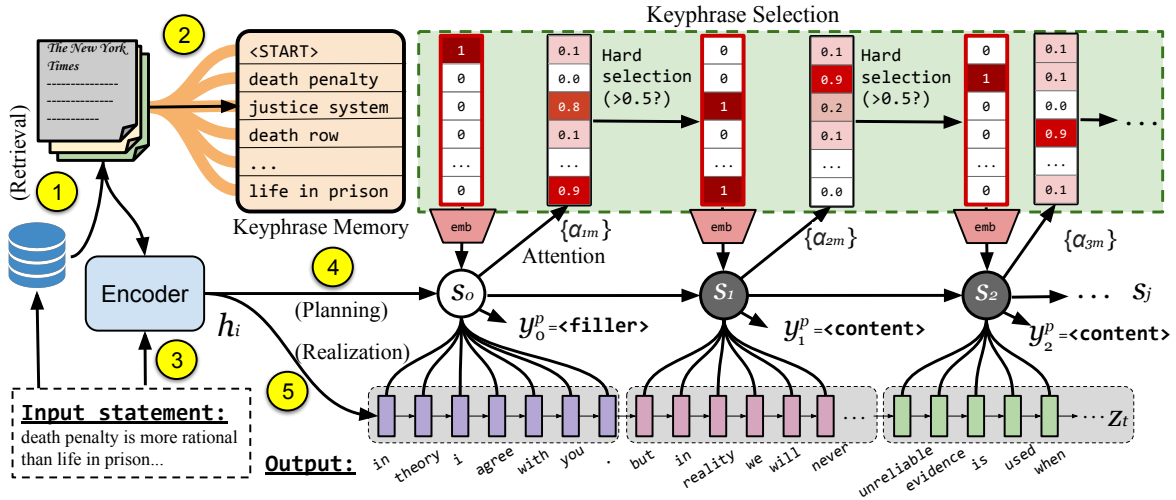 Keyphrase Selection
(Retrieval)
1
2
The New York
Times
<START>
death penalty
justice system
death row
...
life in prison
Keyphrase Memory
1
0
0
0
...
0
emb
0.1
0.0
0.8
0.1
...
0.9
{α₁ₘ}
Attention
Hard
selection
(>0.5?)
0
0
1
0
...
1
emb
0.1
0.9
0.2
0.1
...
0.0
{α₂ₘ}
Hard
selection
(>0.5?)
0
1
0
0
...
0
emb
0.1
0.1
0.0
0.9
...
0.1
{α₃ₘ}
...
Encoder
hᵢ
3
4
(Planning)
(Realization)
5
s₀
y₀ᵖ=<filler>
s₁
y₁ᵖ=<content>
s₂
y₂ᵖ=<content>
... sⱼ
Input statement:
death penalty is more rational
than life in prison...
Output:
in theory i agree with you .
but in reality we will never ...
unreliable evidence is used when ... zₜ